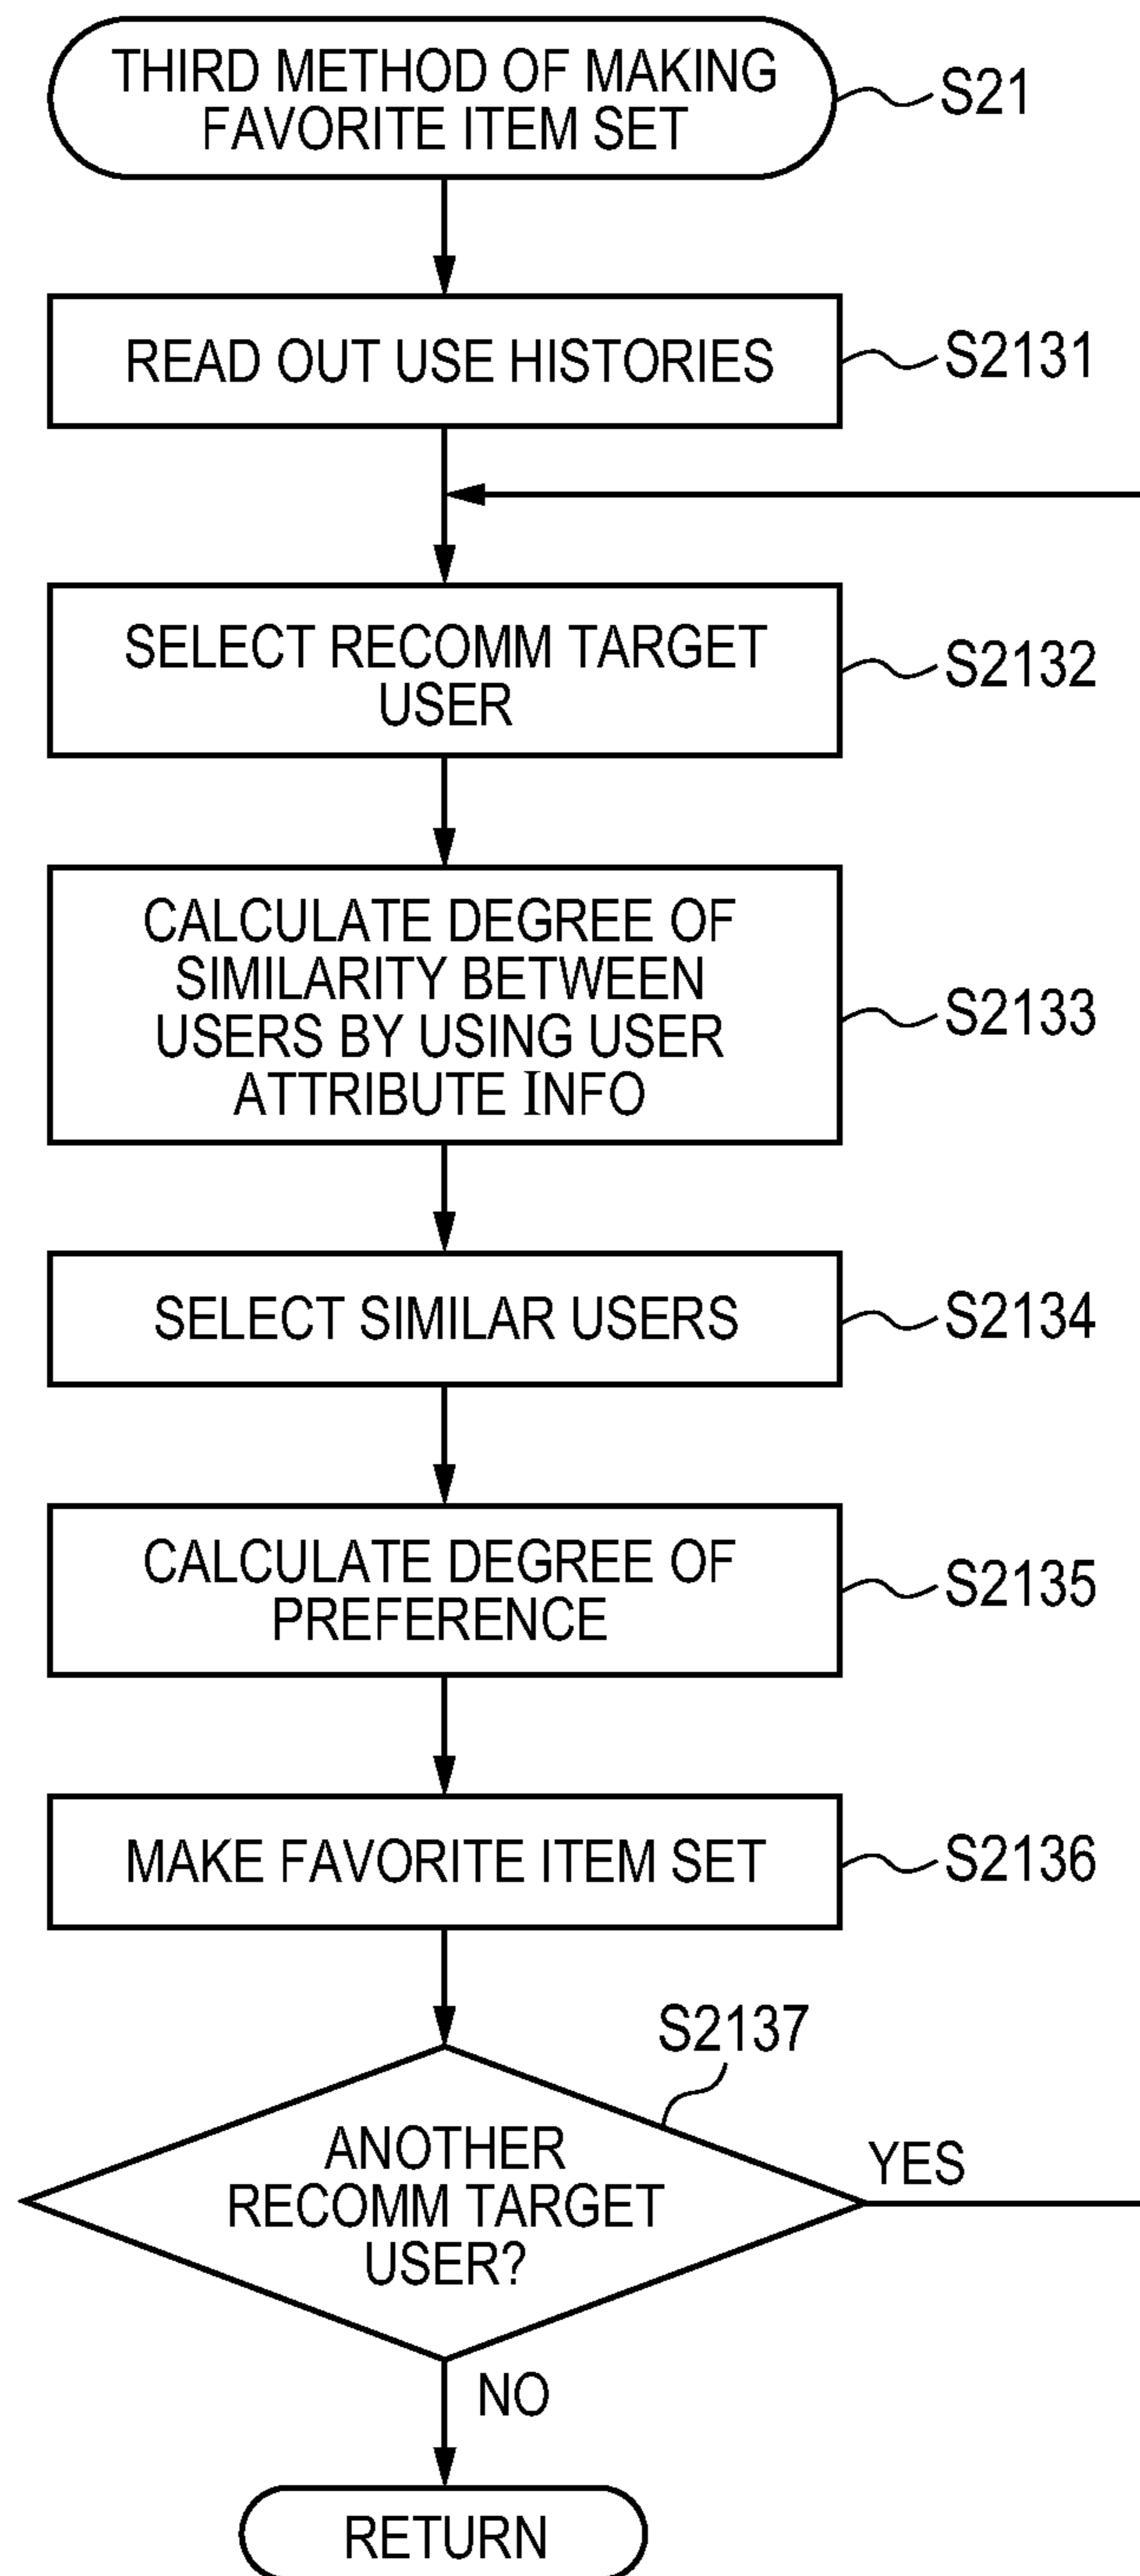 THIRD METHOD OF MAKING
FAVORITE ITEM SET
S21
READ OUT USE HISTORIES
S2131
SELECT RECOMM TARGET
USER
S2132
CALCULATE DEGREE OF
SIMILARITY BETWEEN
USERS BY USING USER
ATTRIBUTE INFO
S2133
SELECT SIMILAR USERS
S2134
CALCULATE DEGREE OF
PREFERENCE
S2135
MAKE FAVORITE ITEM SET
S2136
S2137
ANOTHER
RECOMM TARGET
USER?
YES
NO
RETURN